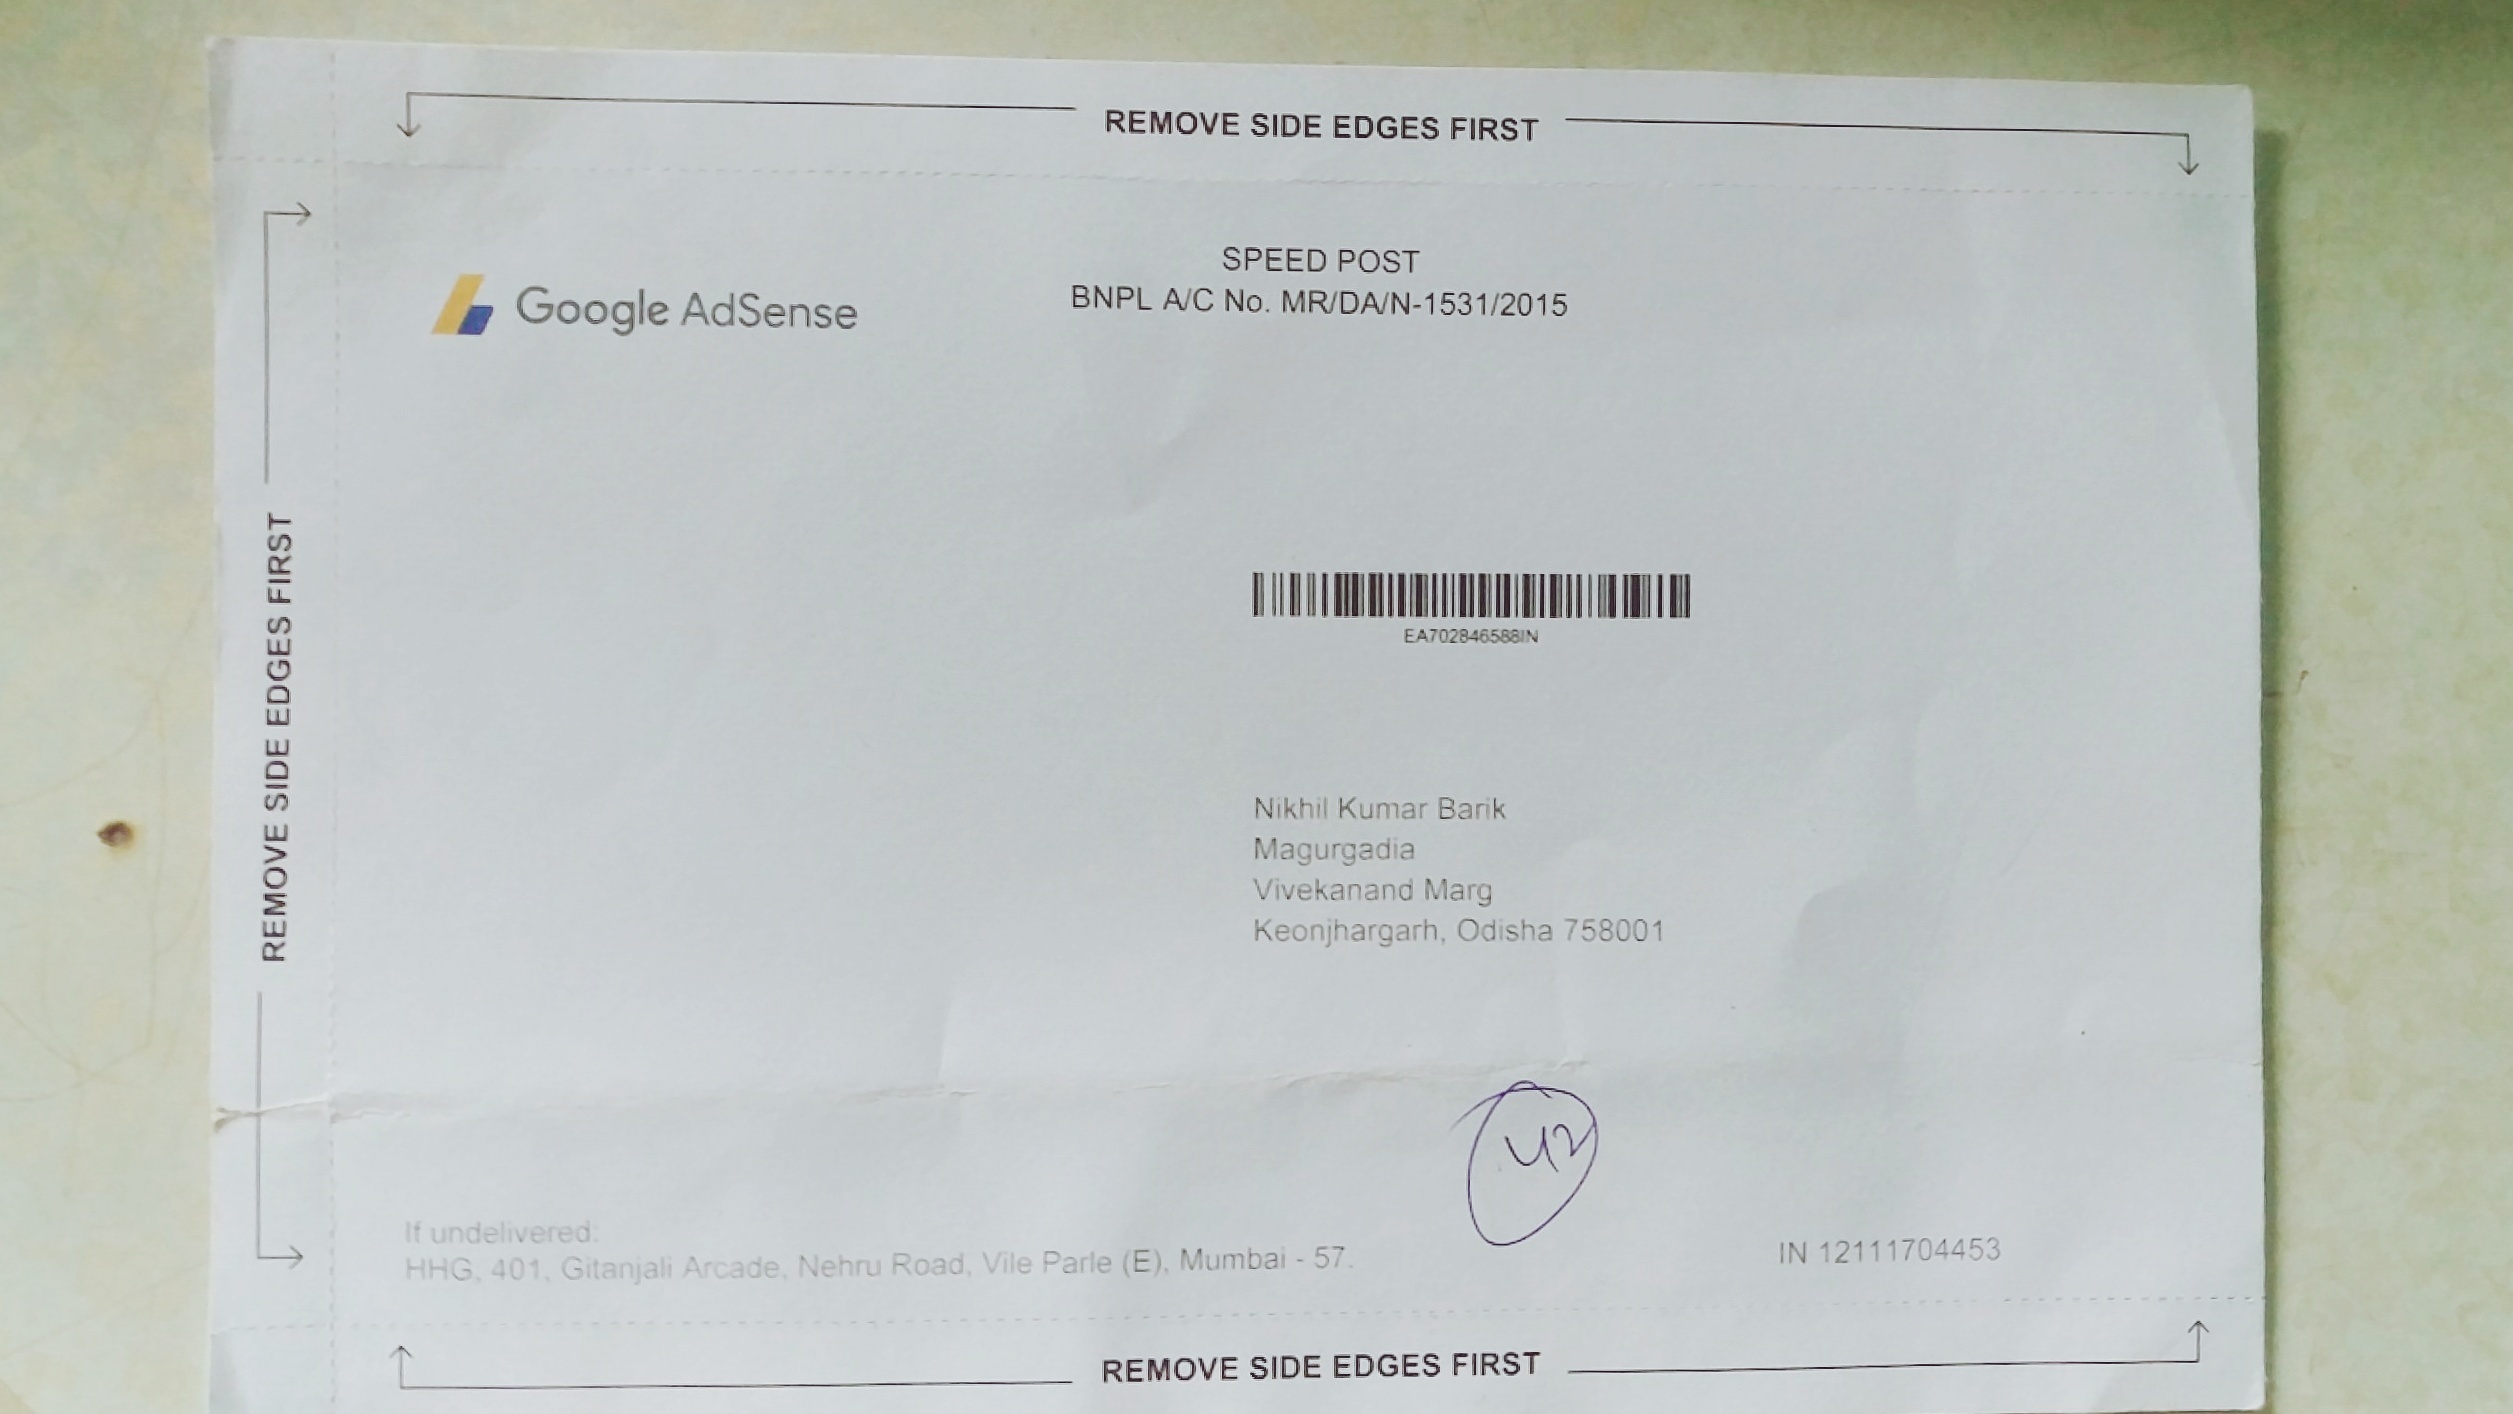 REMOVE SIDE EDGES FIRST
Google AdSense
SPEED POST
BNPL A/C No. MR/DA/N-1531/2015
REMOVE SIDE EDGES FIRST
EA702846588IN
Nikhil Kumar Barik
Magurgadia
Vivekanand Marg
Keonjhargarh, Odisha 758001
42
If undelivered:
HHG, 401, Gitanjali Arcade, Nehru Road, Vile Parle (E), Mumbai - 57.
IN 12111704453
REMOVE SIDE EDGES FIRST